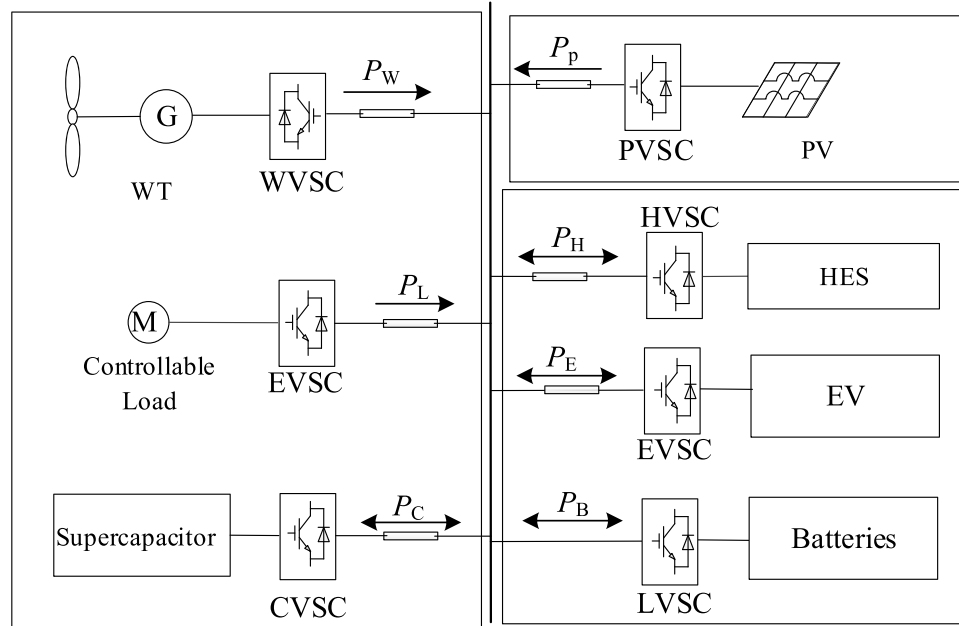 P_W
G
WVSC
WT
P_L
M
EVSC
Controllable
Load
P_C
Supercapacitor
CVSC
P_p
PVSC
PV
HVSC
P_H
HES
P_E
EV
EVSC
P_B
Batteries
LVSC